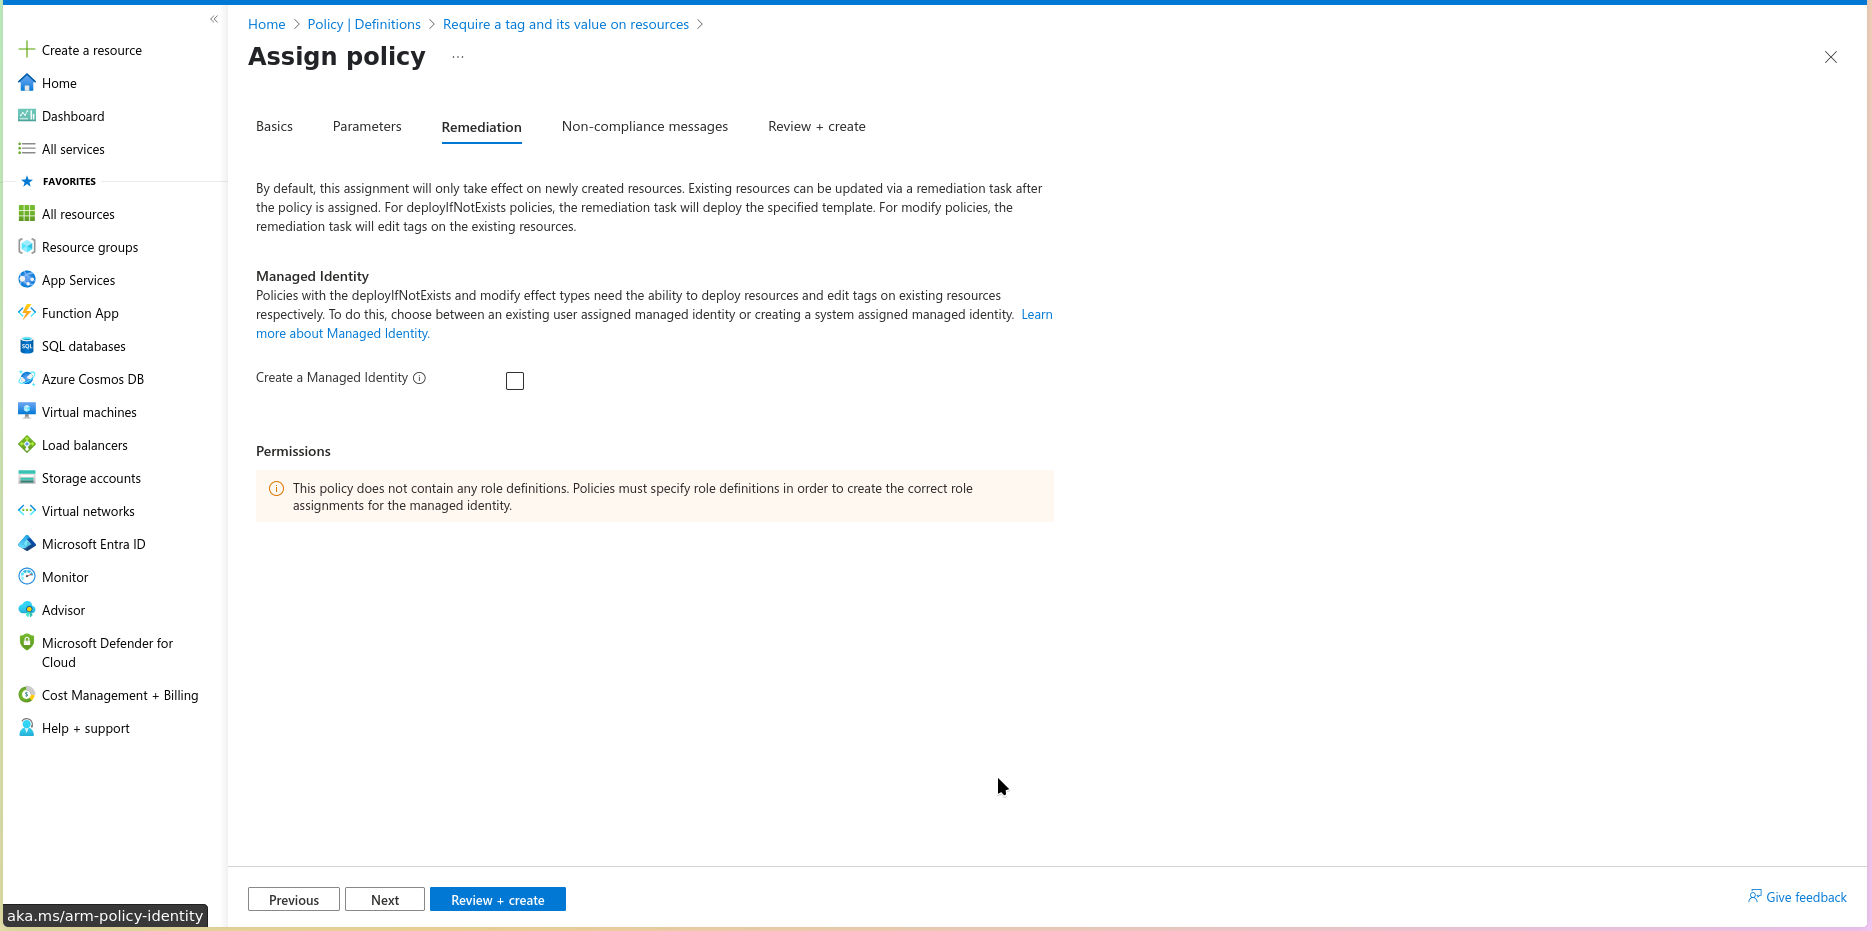 «
Create a resource
Home
Dashboard
All services
FAVORITES
All resources
Resource groups
App Services
Function App
SQL databases
Azure Cosmos DB
Virtual machines
Load balancers
Storage accounts
Virtual networks
Microsoft Entra ID
Monitor
Advisor
Microsoft Defender for
Cloud
Cost Management + Billing
Help + support
aka.ms/arm-policy-identity
Home > Policy | Definitions > Require a tag and its value on resources >
Assign policy ...
Basics Parameters Remediation Non-compliance messages Review + create
By default, this assignment will only take effect on newly created resources. Existing resources can be updated via a remediation task after
the policy is assigned. For deployIfNotExists policies, the remediation task will deploy the specified template. For modify policies, the
remediation task will edit tags on the existing resources.
Managed Identity
Policies with the deployIfNotExists and modify effect types need the ability to deploy resources and edit tags on existing resources
respectively. To do this, choose between an existing user assigned managed identity or creating a system assigned managed identity. Learn
more about Managed Identity.
Create a Managed Identity
Permissions
This policy does not contain any role definitions. Policies must specify role definitions in order to create the correct role
assignments for the managed identity.
Previous Next Review + create
Give feedback